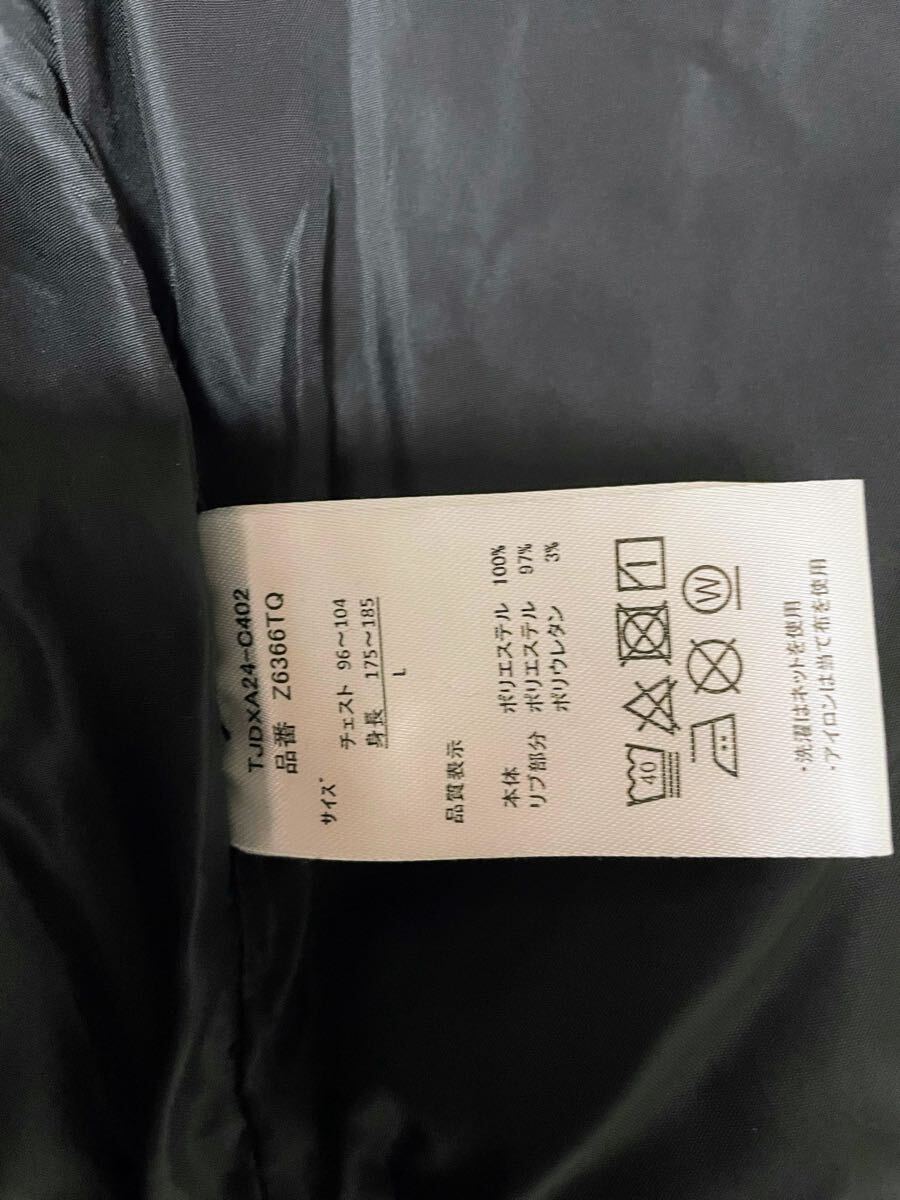 TJDXA24-C402
品番 Z6366TQ
サイズ
チェスト 96～104
身長 175～185
L
品質表示
本体 ポリエステル 100%
リブ部分 ポリエステル 97%
ポリウレタン 3%
40
W
・洗濯はネットを使用
・アイロンは当て布を使用